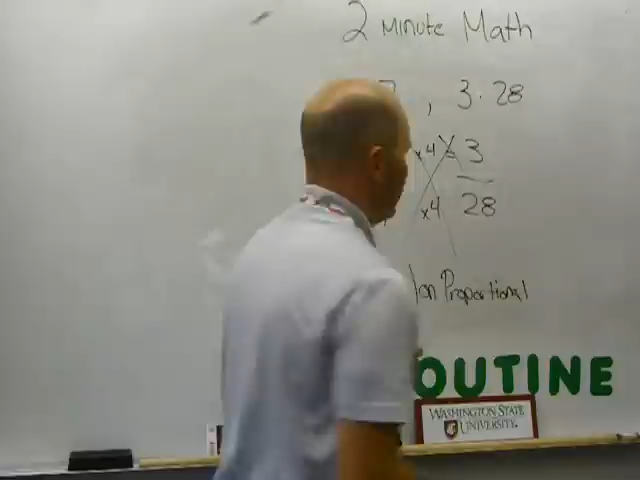 2 Minute Math
, 3 · 28
x4 3
x4 28
Proportional
OUTINE
WASHINGTON STATE
UNIVERSITY